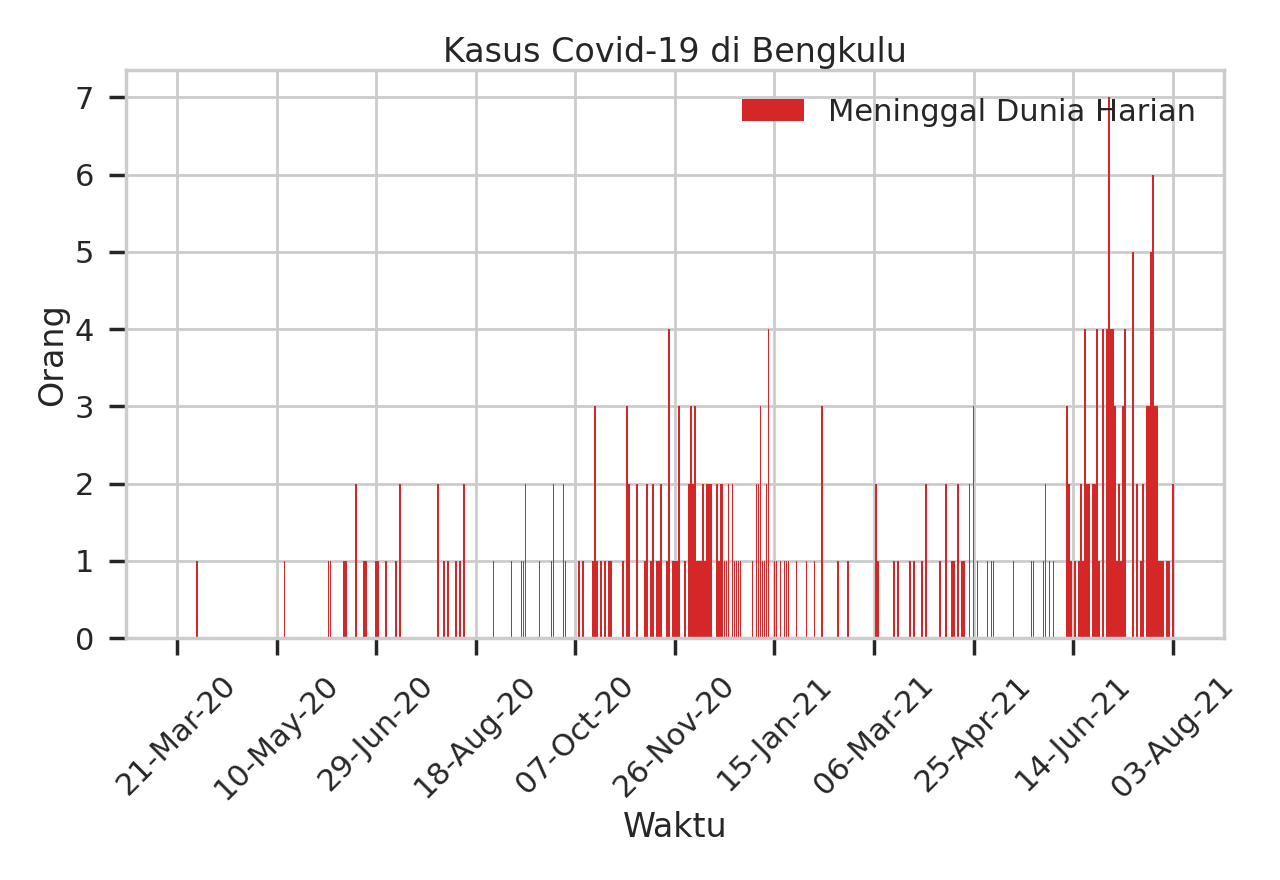 Kasus Covid-19 di Bengkulu
Meninggal Dunia Harian
Orang
7
6
5
4
3
2
1
0
21-Mar-20
10-May-20
29-Jun-20
18-Aug-20
07-Oct-20
26-Nov-20
15-Jan-21
06-Mar-21
25-Apr-21
14-Jun-21
03-Aug-21
Waktu